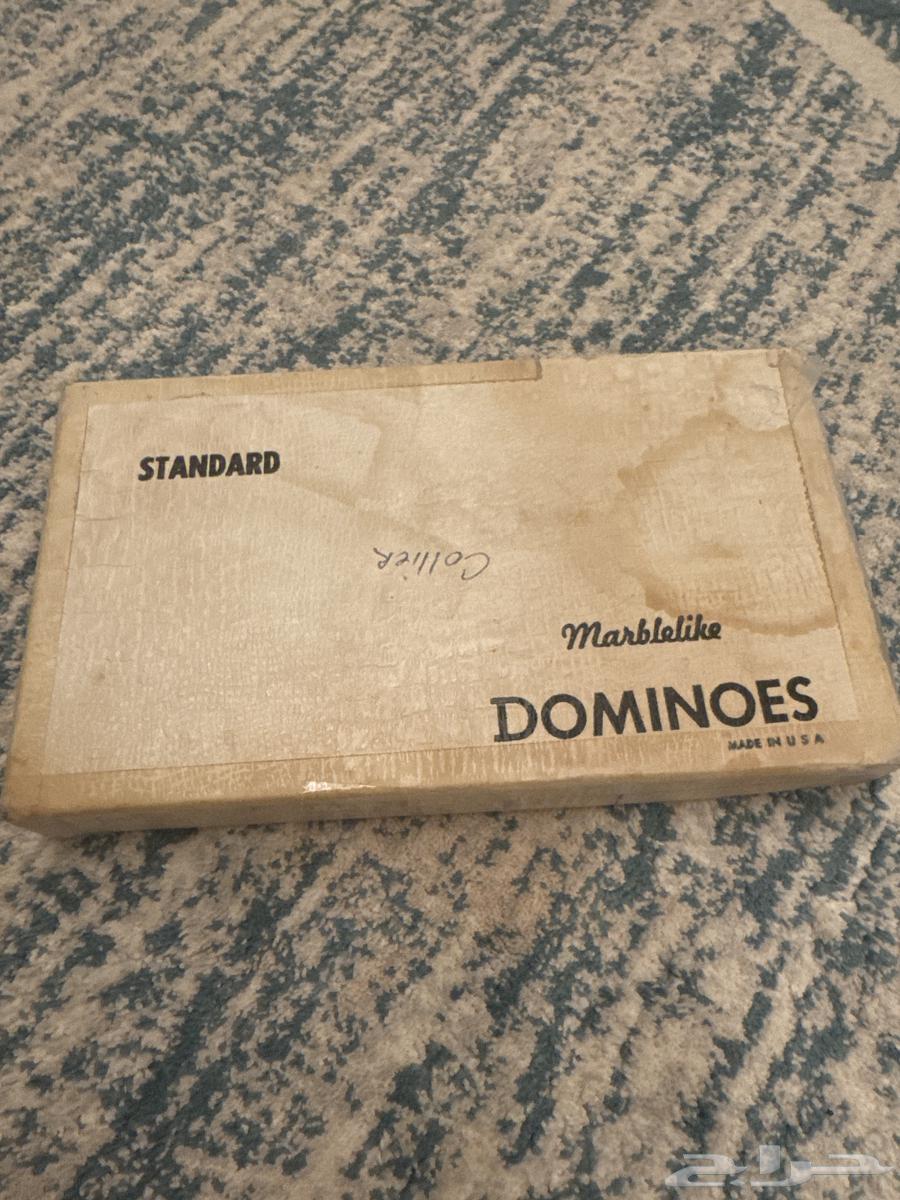 STANDARD
Collier
Marblelike
DOMINOES
MADE IN U S A
حراج